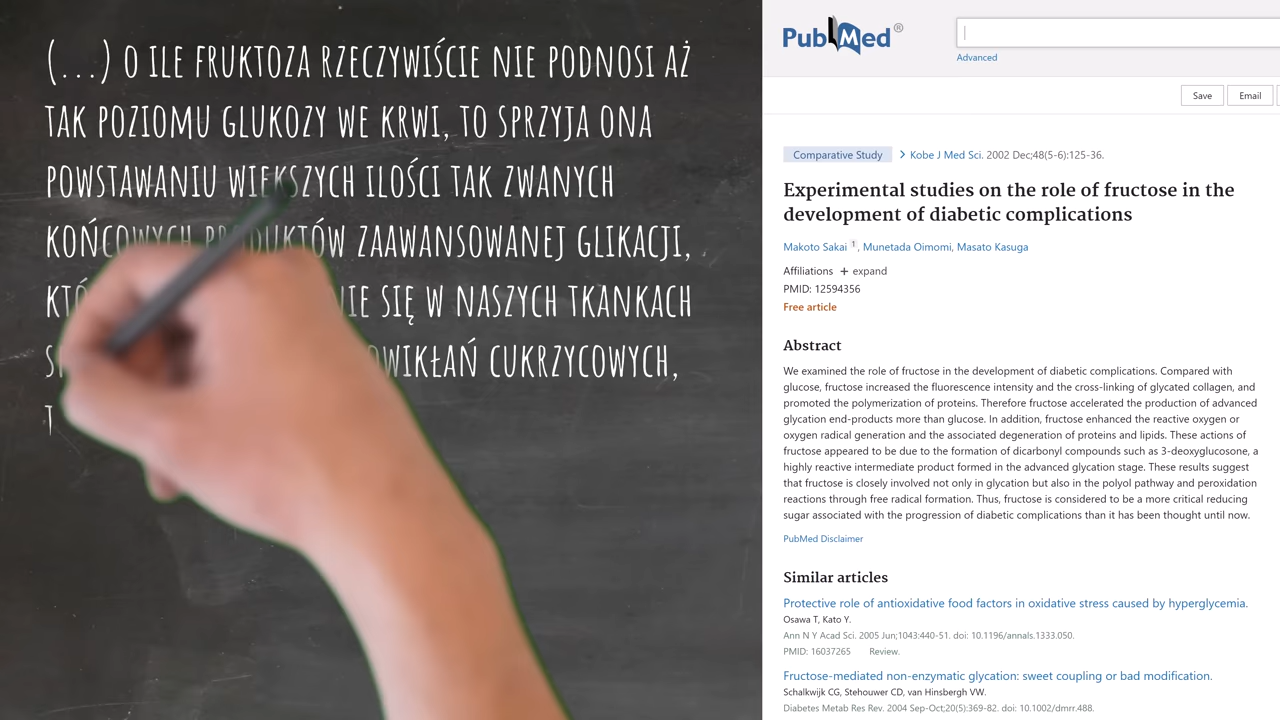 (...) O ILE FRUKTOZA RZECZYWIŚCIE NIE PODNOSI AŻ
TAK POZIOMU GLUKOZY WE KRWI, TO SPRZYJA ONA
POWSTAWANIU WIĘKSZYCH ILOŚCI TAK ZWANYCH
KOŃCOWYCH PRODUKTÓW ZAAWANSOWANEJ GLIKACJI,
SIĘ W NASZYCH TKANKACH
CUKRZYCOWYCH,
PubMed®
Advanced
Save Email
Comparative Study > Kobe J Med Sci. 2002 Dec;48(5-6):125-36.
Experimental studies on the role of fructose in the
development of diabetic complications
Makoto Sakai 1, Munetada Oimomi, Masato Kasuga
Affiliations + expand
PMID: 12594356
Free article
Abstract
We examined the role of fructose in the development of diabetic complications. Compared with
glucose, fructose increased the fluorescence intensity and the cross-linking of glycated collagen, and
promoted the polymerization of proteins. Therefore fructose accelerated the production of advanced
glycation end-products more than glucose. In addition, fructose enhanced the reactive oxygen or
oxygen radical generation and the associated degeneration of proteins and lipids. These actions of
fructose appeared to be due to the formation of dicarbonyl compounds such as 3-deoxyglucosone, a
highly reactive intermediate product formed in the advanced glycation stage. These results suggest
that fructose is closely involved not only in glycation but also in the polyol pathway and peroxidation
reactions through free radical formation. Thus, fructose is considered to be a more critical reducing
sugar associated with the progression of diabetic complications than it has been thought until now.
PubMed Disclaimer
Similar articles
Protective role of antioxidative food factors in oxidative stress caused by hyperglycemia.
Osawa T, Kato Y.
Ann N Y Acad Sci. 2005 Jun;1043:440-51. doi: 10.1196/annals.1333.050.
PMID: 16037265 Review.
Fructose-mediated non-enzymatic glycation: sweet coupling or bad modification.
Schalkwijk CG, Stehouwer CD, van Hinsbergh VW.
Diabetes Metab Res Rev. 2004 Sep-Oct;20(5):369-82. doi: 10.1002/dmrr.488.